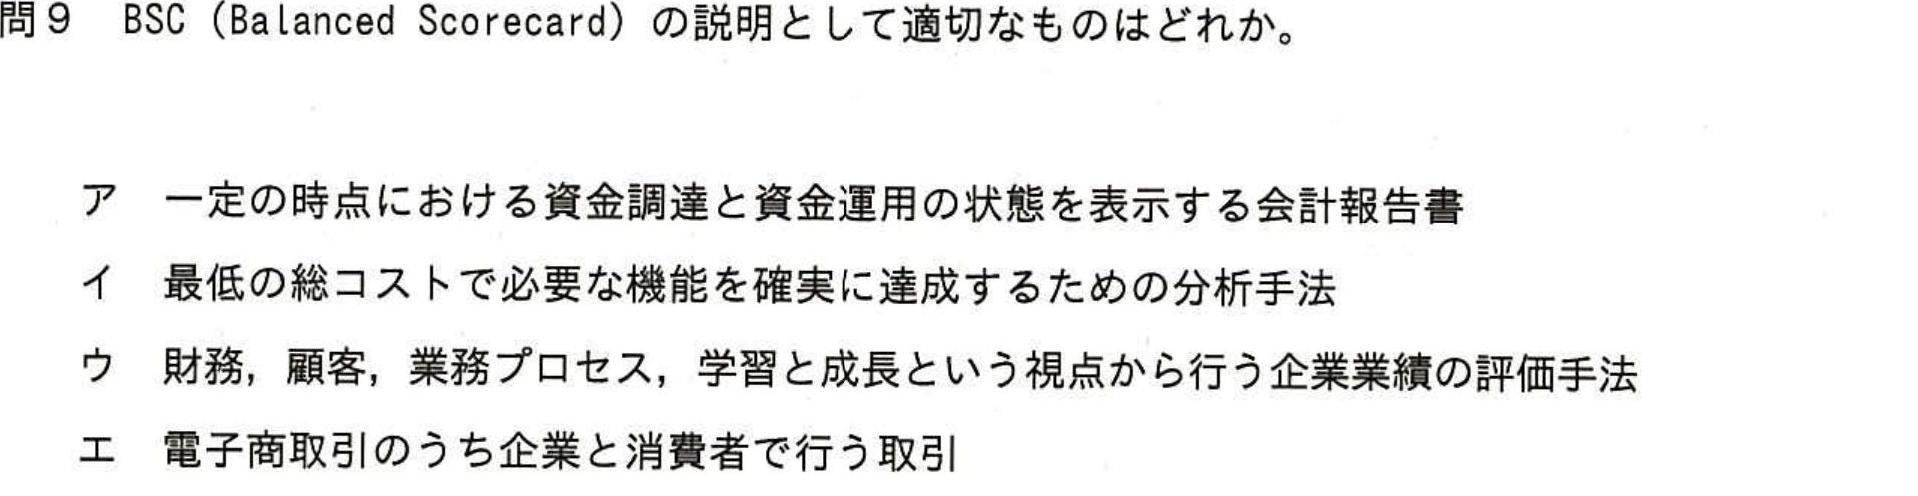 問９　BSC（Balanced Scorecard）の説明として適切なものはどれか。
ア　一定の時点における資金調達と資金運用の状態を表示する会計報告書
イ　最低の総コストで必要な機能を確実に達成するための分析手法
ウ　財務，顧客，業務プロセス，学習と成長という視点から行う企業業績の評価手法
エ　電子商取引のうち企業と消費者で行う取引